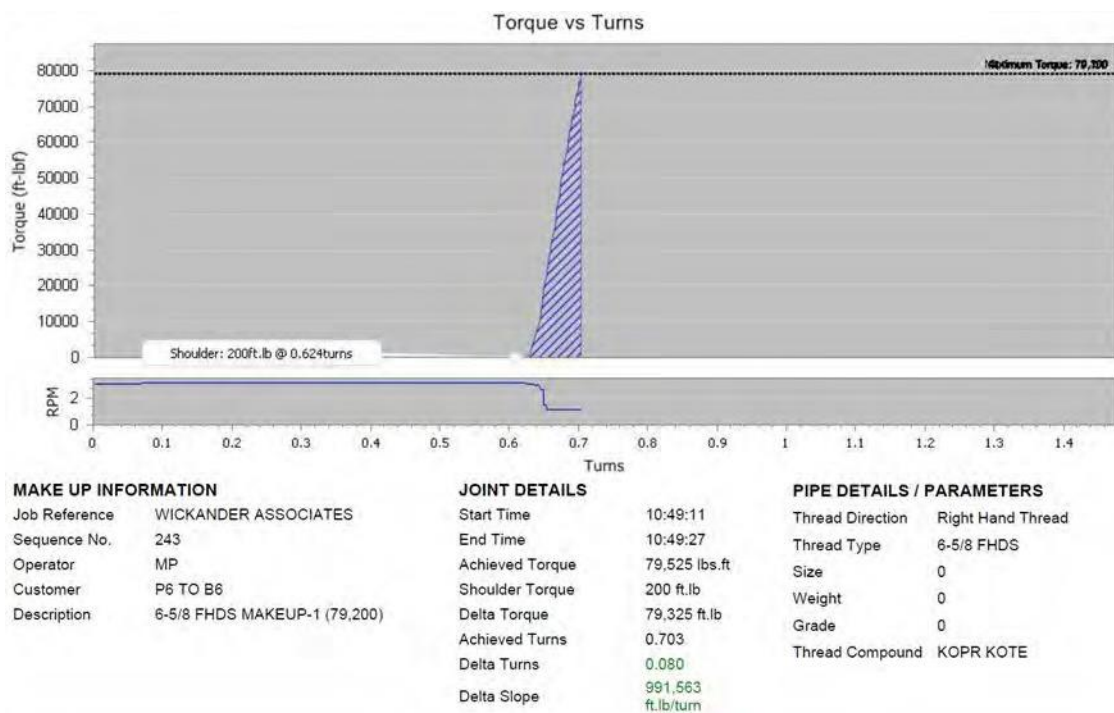 Torque vs Turns
Torque (ft-lbf)
80000
70000
60000
50000
40000
30000
20000
10000
0
Maximum Torque:
Shoulder: 200ft.lb @ 0.624turns
RPM
2
0
0 0.1 0.2 0.3 0.4 0.5 0.6 0.7 0.8 0.9 1 1.1 1.2 1.3 1.4
Turns
MAKE UP INFORMATION
Job Reference WICKANDER ASSOCIATES
Sequence No. 243
Operator MP
Customer P6 TO B6
Description 6-5/8 FHDS MAKEUP-1 (79,200)
JOINT DETAILS
Start Time 10:49:11
End Time 10:49:27
Achieved Torque 79,525 lbs.ft
Shoulder Torque 200 ft.lb
Delta Torque 79,325 ft.lb
Achieved Turns 0.703
Delta Turns 0.080
Delta Slope 991,563
ft.lb/turn
PIPE DETAILS / PARAMETERS
Thread Direction Right Hand Thread
Thread Type 6-5/8 FHDS
Size 0
Weight 0
Grade 0
Thread Compound KOPR KOTE